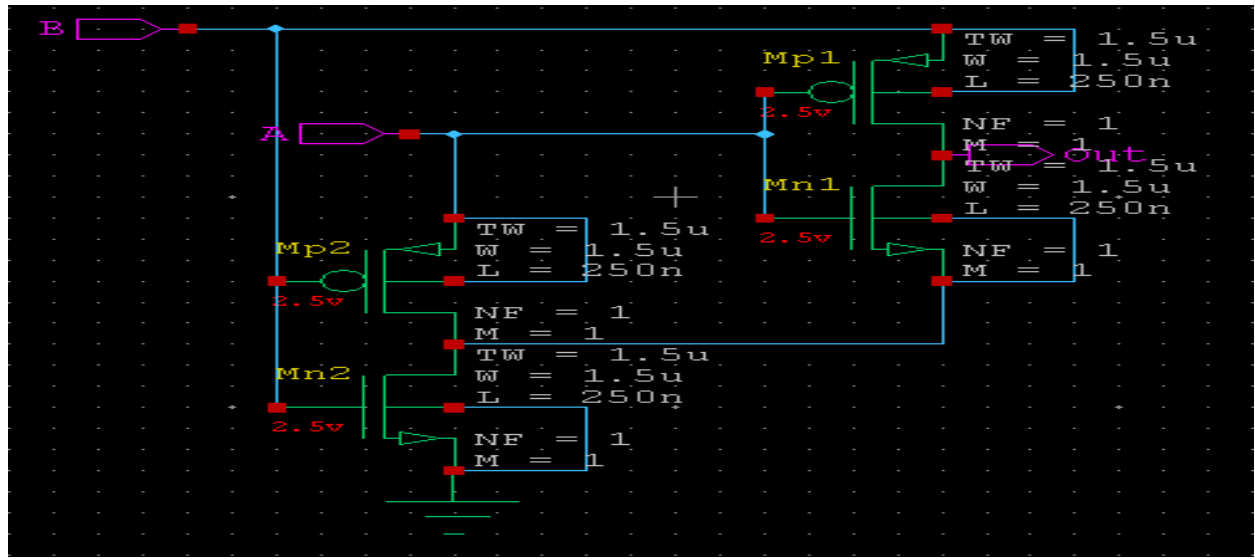 B
TW = 1.5u
Mp1
W = 1.5u
L = 250n
2.5v
NF = 1
M = 1
A
Out
TW = 1.5u
Mn1
W = 1.5u
L = 250n
2.5v
NF = 1
M = 1
TW = 1.5u
Mp2
W = 1.5u
L = 250n
2.5v
NF = 1
M = 1
TW = 1.5u
Mn2
W = 1.5u
L = 250n
2.5v
NF = 1
M = 1